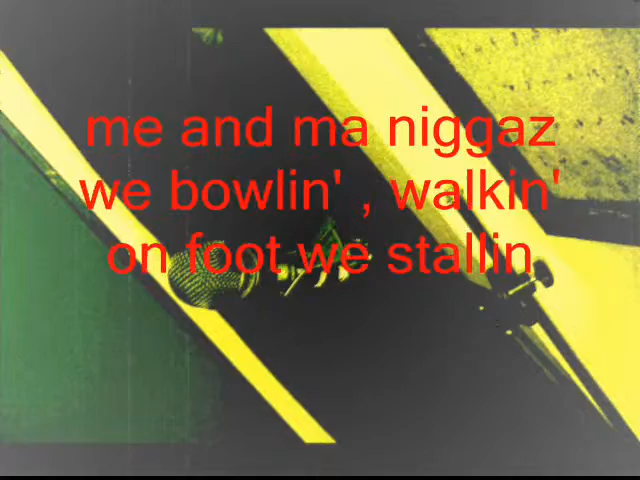 me and ma niggaz
we bowlin' , walkin'
on foot we stallin